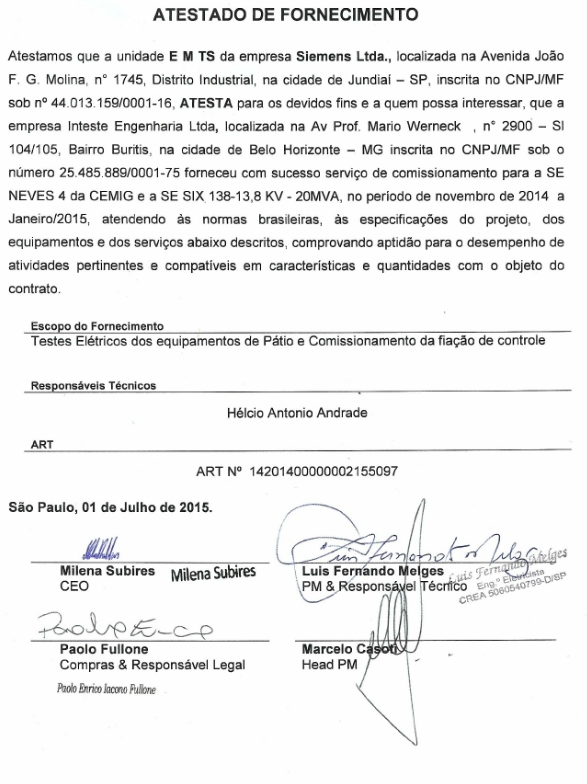 ATESTADO DE FORNECIMENTO
Atestamos que a unidade E M TS da empresa Siemens Ltda., localizada na Avenida João
F. G. Molina, n° 1745, Distrito Industrial, na cidade de Jundiaí – SP, inscrita no CNPJ/MF
sob nº 44.013.159/0001-16, ATESTA para os devidos fins e a quem possa interessar, que a
empresa Inteste Engenharia Ltda, localizada na Av Prof. Mario Werneck , n° 2900 – Sl
104/105, Bairro Buritis, na cidade de Belo Horizonte – MG inscrita no CNPJ/MF sob o
número 25.485.889/0001-75 forneceu com sucesso serviço de comissionamento para a SE
NEVES 4 da CEMIG e a SE SIX 138-13,8 KV - 20MVA, no período de novembro de 2014 a
Janeiro/2015, atendendo às normas brasileiras, às especificações do projeto, dos
equipamentos e dos serviços abaixo descritos, comprovando aptidão para o desempenho de
atividades pertinentes e compatíveis em características e quantidades com o objeto do
contrato.
Escopo do Fornecimento
Testes Elétricos dos equipamentos de Pátio e Comissionamento da fiação de controle
Responsáveis Técnicos
Hélcio Antonio Andrade
ART
ART Nº 14201400000002155097
São Paulo, 01 de Julho de 2015.
Milena Subires Milena Subires
CEO
Luis Fernando Melges
PM & Responsável Técnico
Luis Fernando Melges
Eng.º Eletricista
CREA 5060540799-D/SP
Paolo Fullone
Compras & Responsável Legal
Paolo Enrico Iacono Fullone
Marcelo Casoti
Head PM